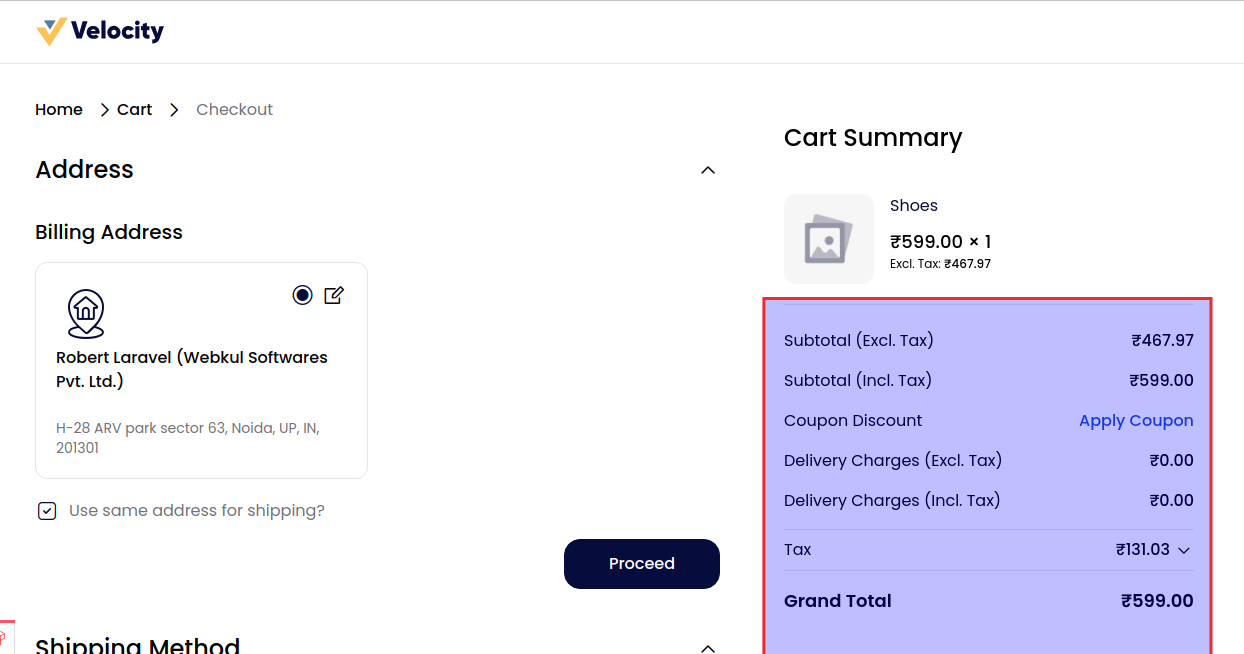 Velocity
Home Cart Checkout
Address
Billing Address
Robert Laravel (Webkul Softwares
Pvt. Ltd.)
H-28 ARV park sector 63, Noida, UP, IN,
201301
Use same address for shipping?
Proceed
Shipping Method
Cart Summary
Shoes
₹599.00 × 1
Excl. Tax: ₹467.97
Subtotal (Excl. Tax) ₹467.97
Subtotal (Incl. Tax) ₹599.00
Coupon Discount Apply Coupon
Delivery Charges (Excl. Tax) ₹0.00
Delivery Charges (Incl. Tax) ₹0.00
Tax ₹131.03
Grand Total ₹599.00